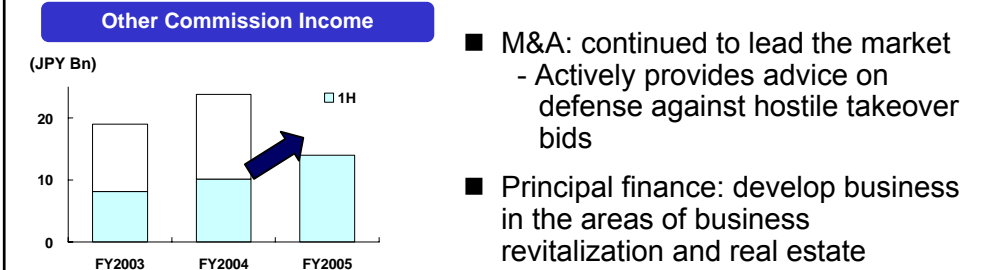 Other Commission Income
(JPY Bn)
1H
20
10
0
FY2003 FY2004 FY2005
■ M&A: continued to lead the market
- Actively provides advice on
defense against hostile takeover
bids
■ Principal finance: develop business
in the areas of business
revitalization and real estate